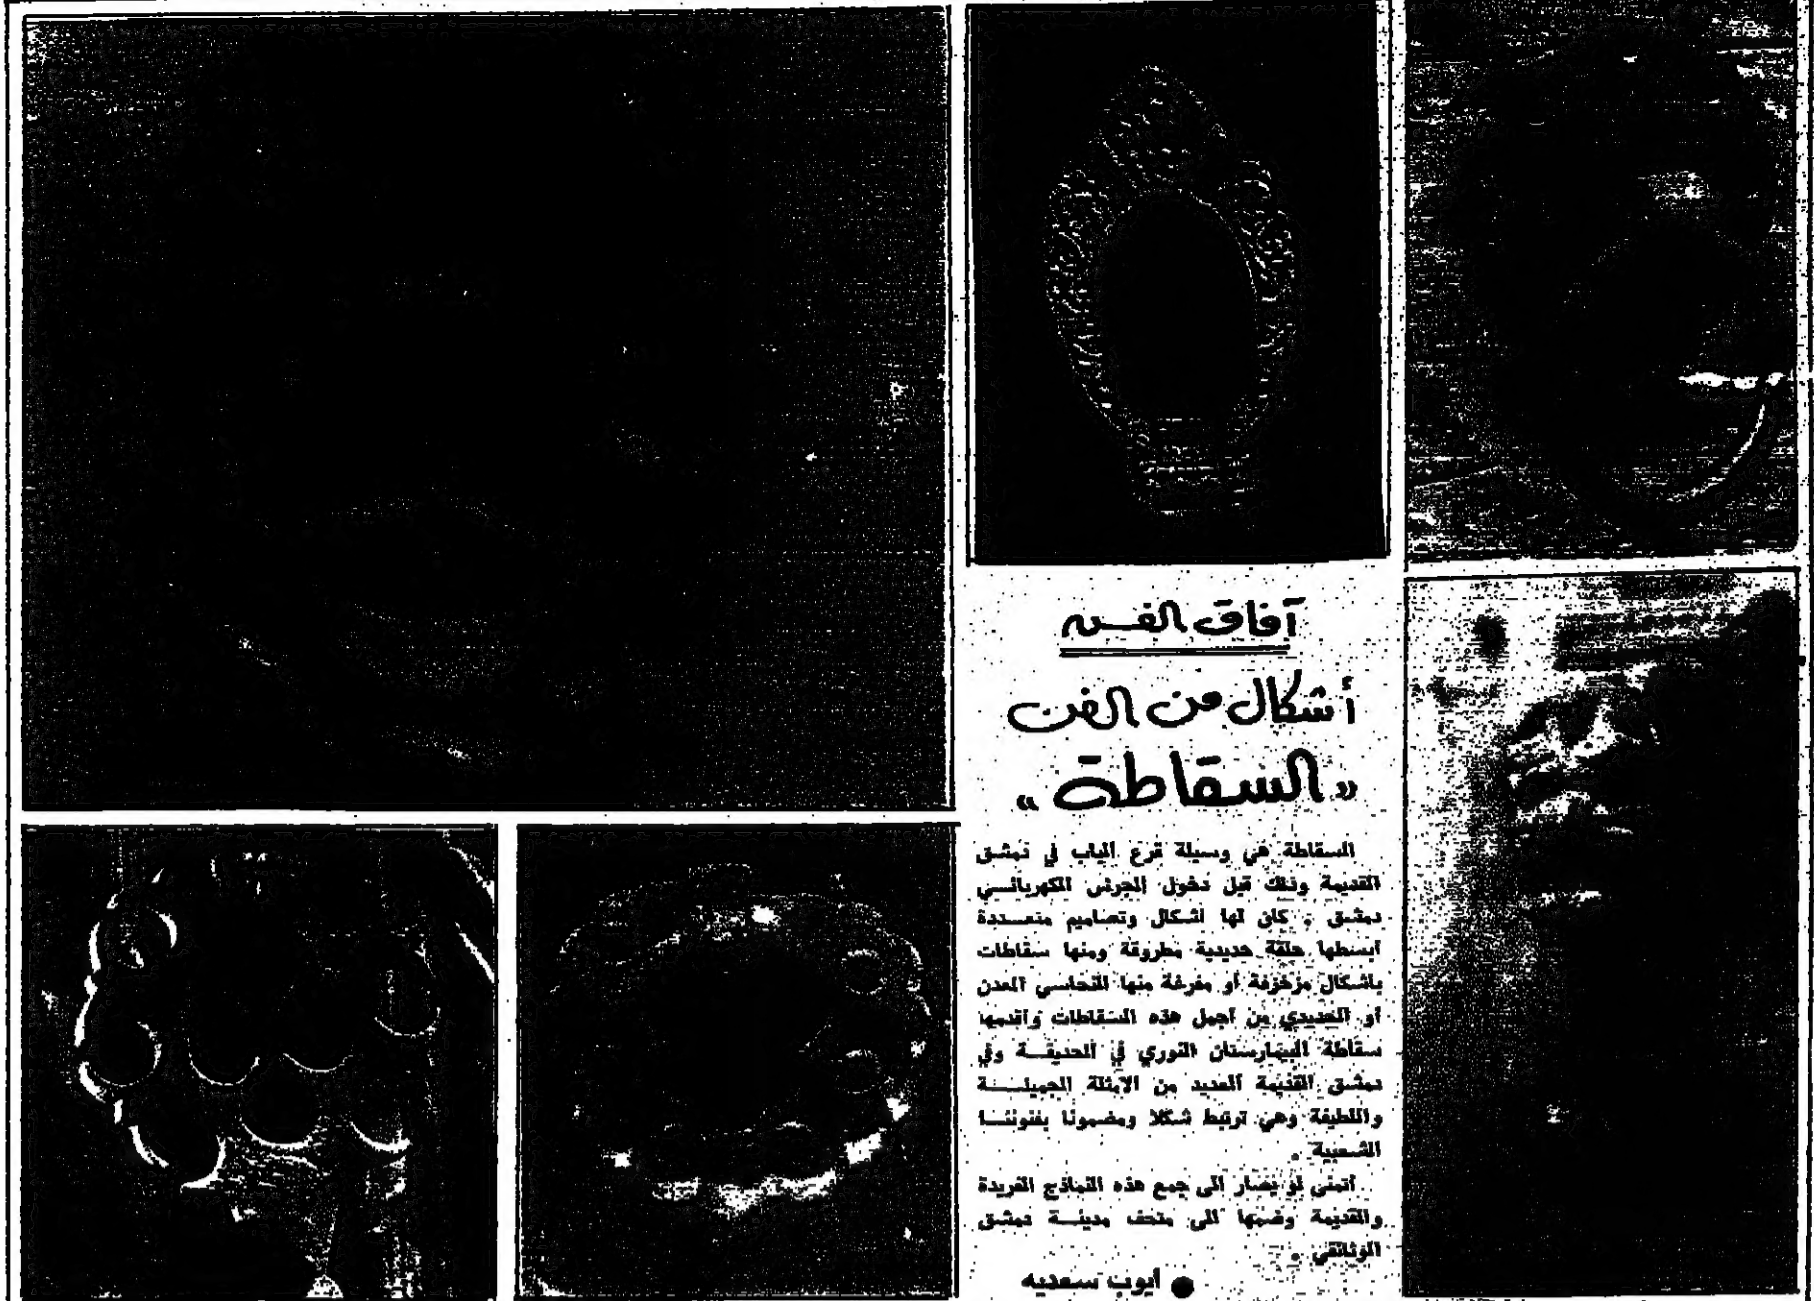 آفاق الفن
أشكال من الفن
«السقاطة»
السقاطة هي وسيلة قرع الباب في دمشق
القديمة وذلك قبل دخول الجرس الكهربائي
دمشق . كان لها أشكال وتصاميم متعددة
أبسطها حلقة حديدية مطروقة ومنها سقاطات
بأشكال مزخرفة أو مفرغة منها النحاسي المعدن
أو الحديدي من أجمل هذه السقاطات وأقدمها
سقاطة البيمارستان النوري في الحديقة وفي
دمشق القديمة العديد من الأمثلة الجميلة
واللطيفة وهي ترتبط شكلا ومضمونا بفنوننا
الشعبية .
أتمنى لو يصار الى جمع هذه النماذج الفريدة
والقديمة وضمها الى متحف مدينة دمشق
الوثائقي .
● أيوب سعديه